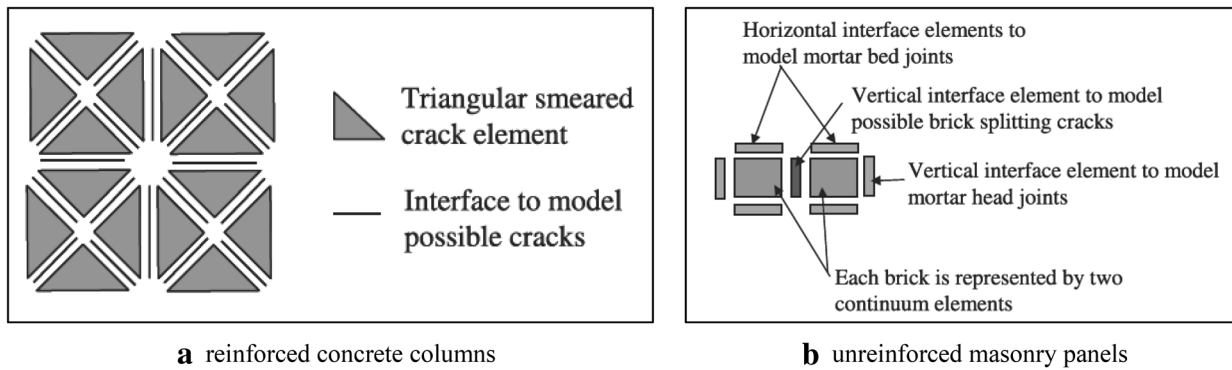 Triangular smeared
crack element
Interface to model
possible cracks
a reinforced concrete columns
Horizontal interface elements to
model mortar bed joints
Vertical interface element to model
possible brick splitting cracks
Vertical interface element to model
mortar head joints
Each brick is represented by two
continuum elements
b unreinforced masonry panels